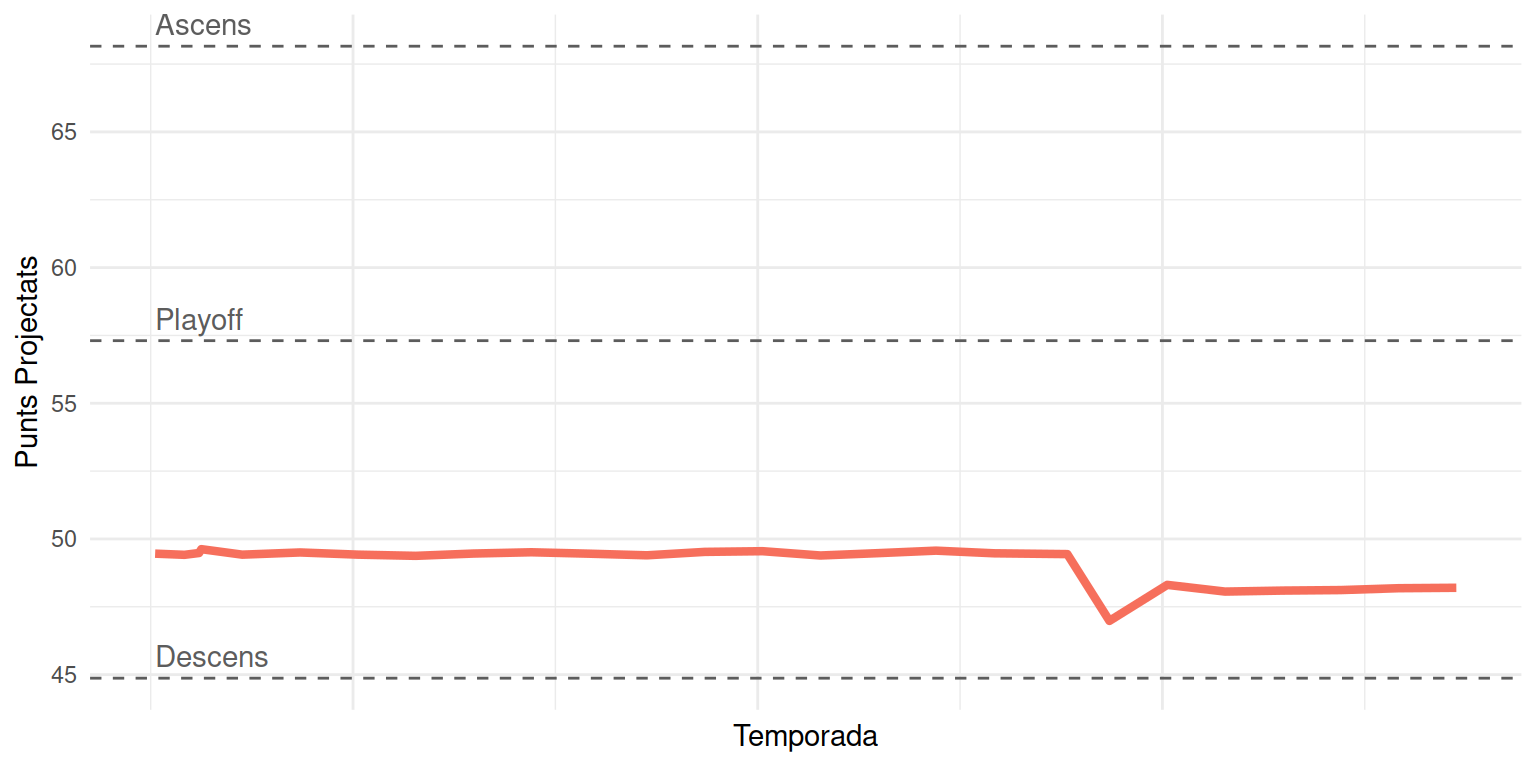 Ascens
65
60
Playoff
55
50
Descens
45
Punts Projectats
Temporada